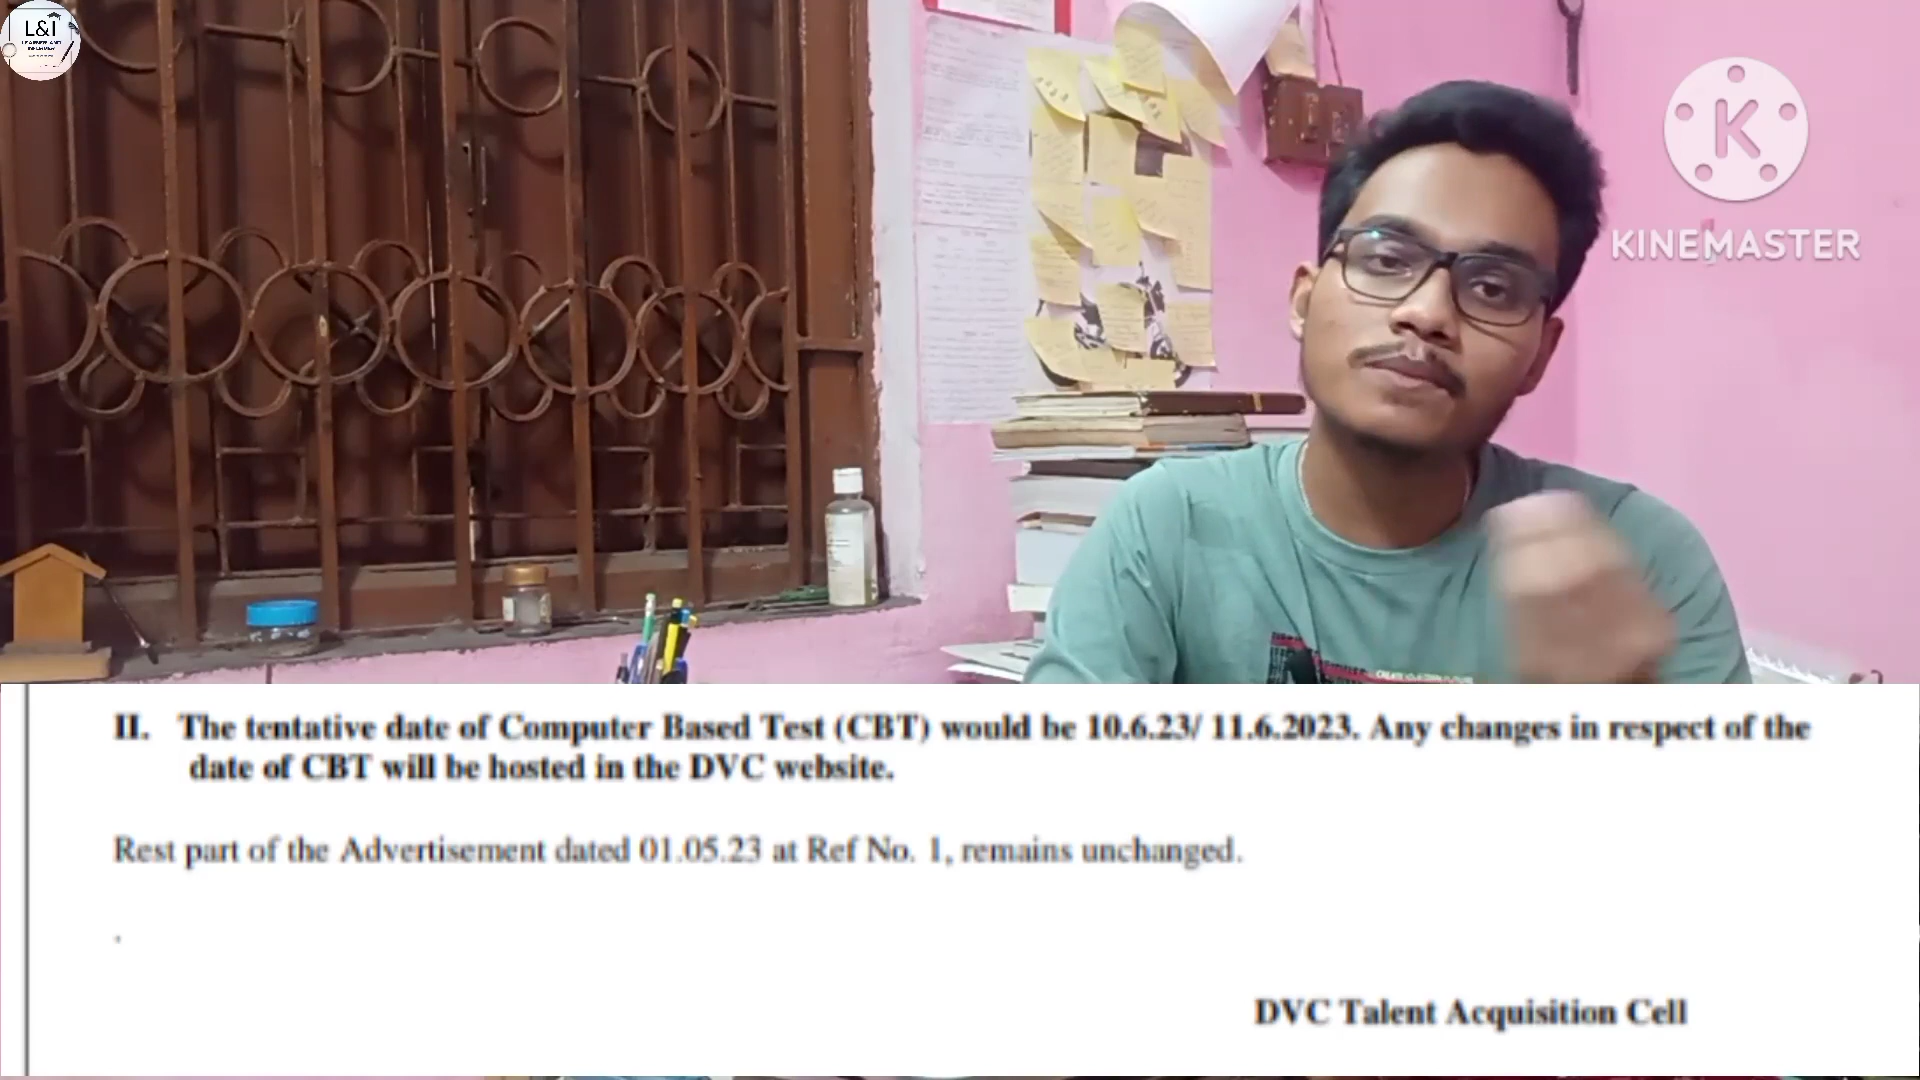 L&I
KINEMASTER
II. The tentative date of Computer Based Test (CBT) would be 10.6.23/ 11.6.2023. Any changes in respect of the
date of CBT will be hosted in the DVC website.
Rest part of the Advertisement dated 01.05.23 at Ref No. 1, remains unchanged.
DVC Talent Acquisition Cell